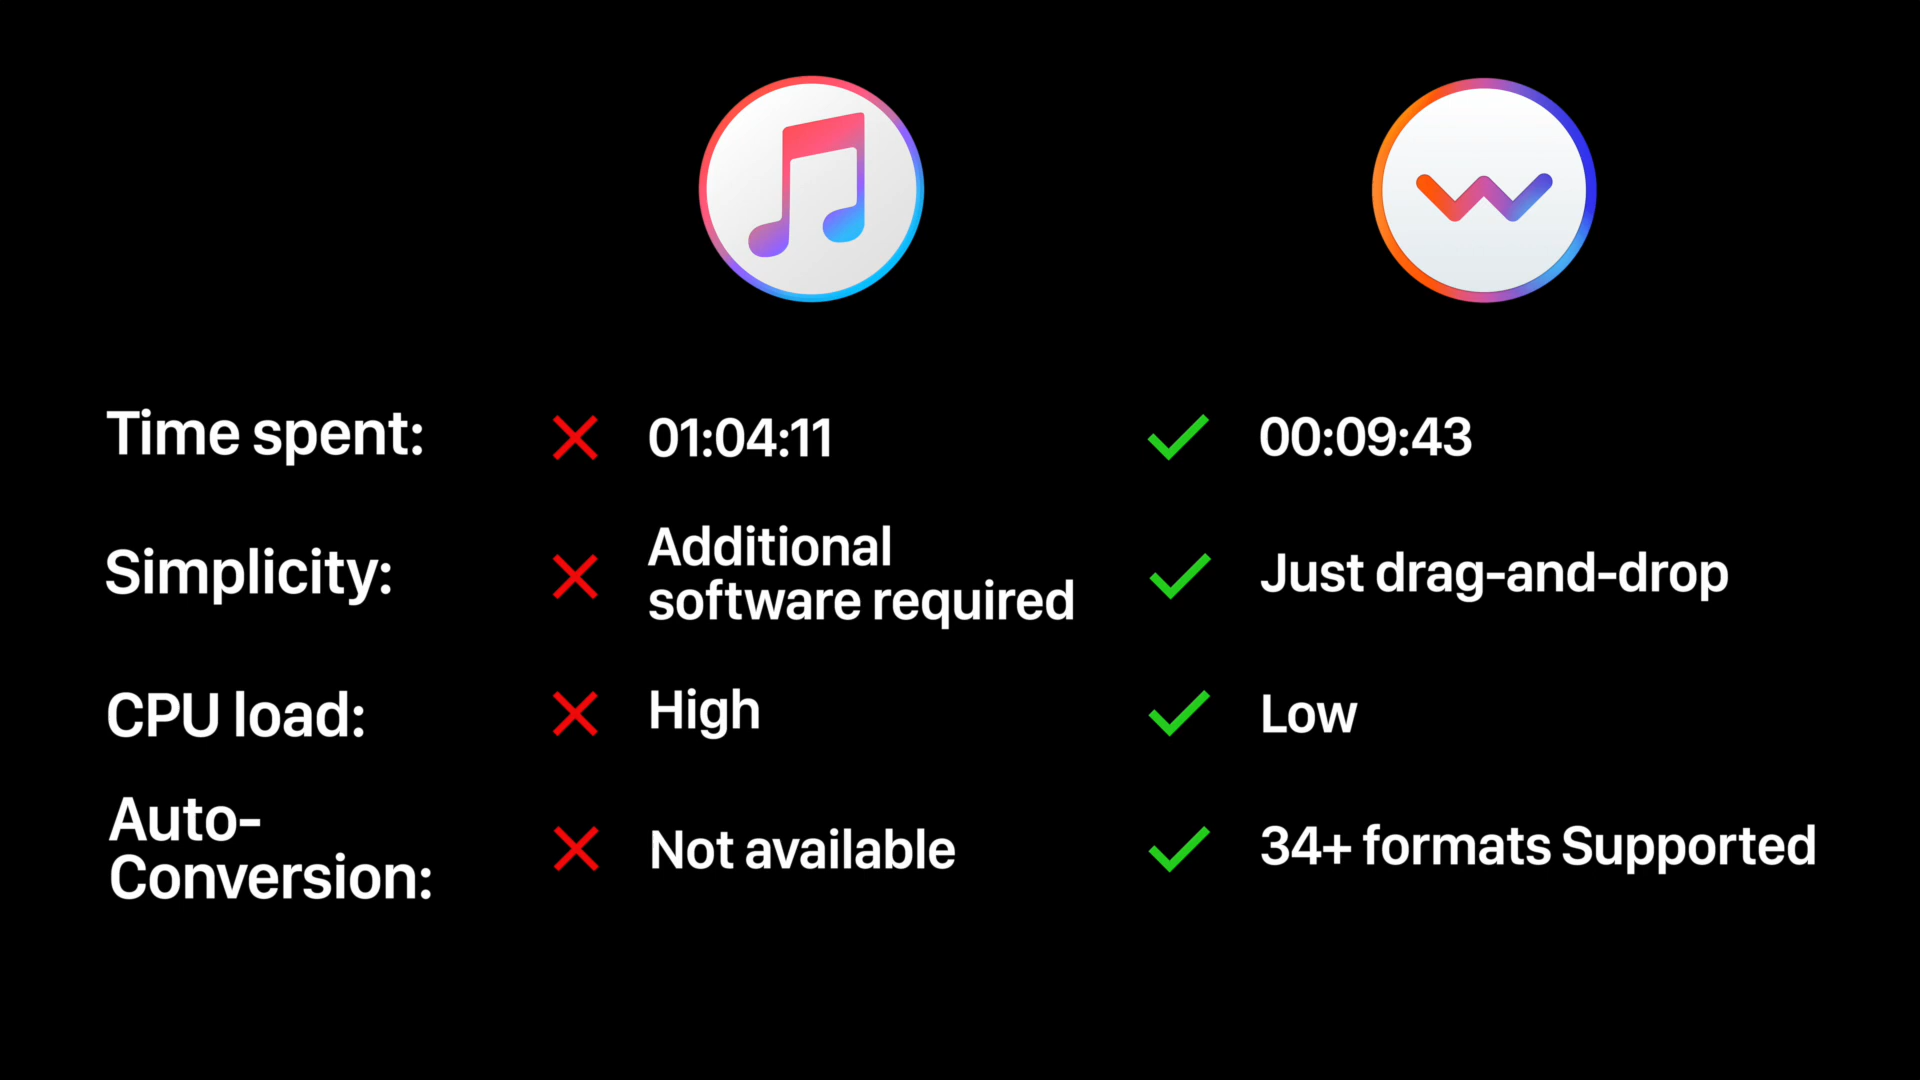 Time spent:
01:04:11
00:09:43
Simplicity:
Additional
software required
Just drag-and-drop
CPU load:
High
Low
Auto-
Conversion:
Not available
34+ formats Supported